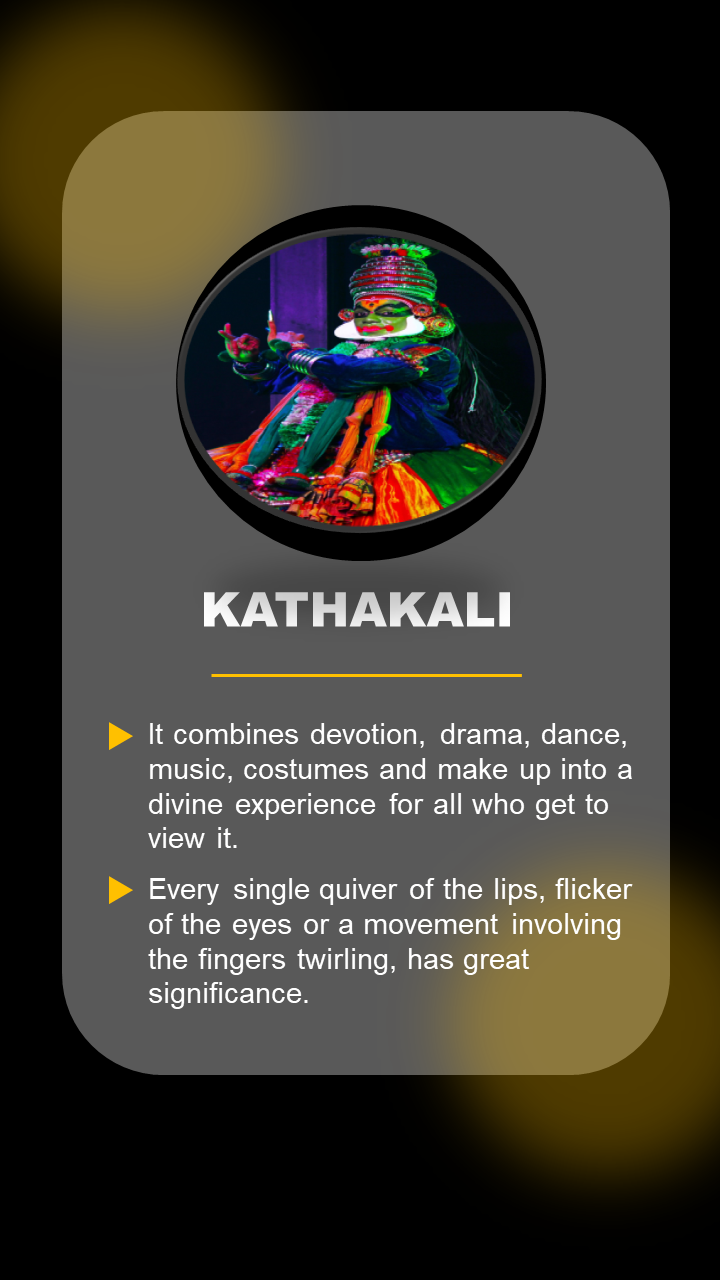 KATHAKALI
It combines devotion, drama, dance,
music, costumes and make up into a
divine experience for all who get to
view it.
Every single quiver of the lips, flicker
of the eyes or a movement involving
the fingers twirling, has great
significance.